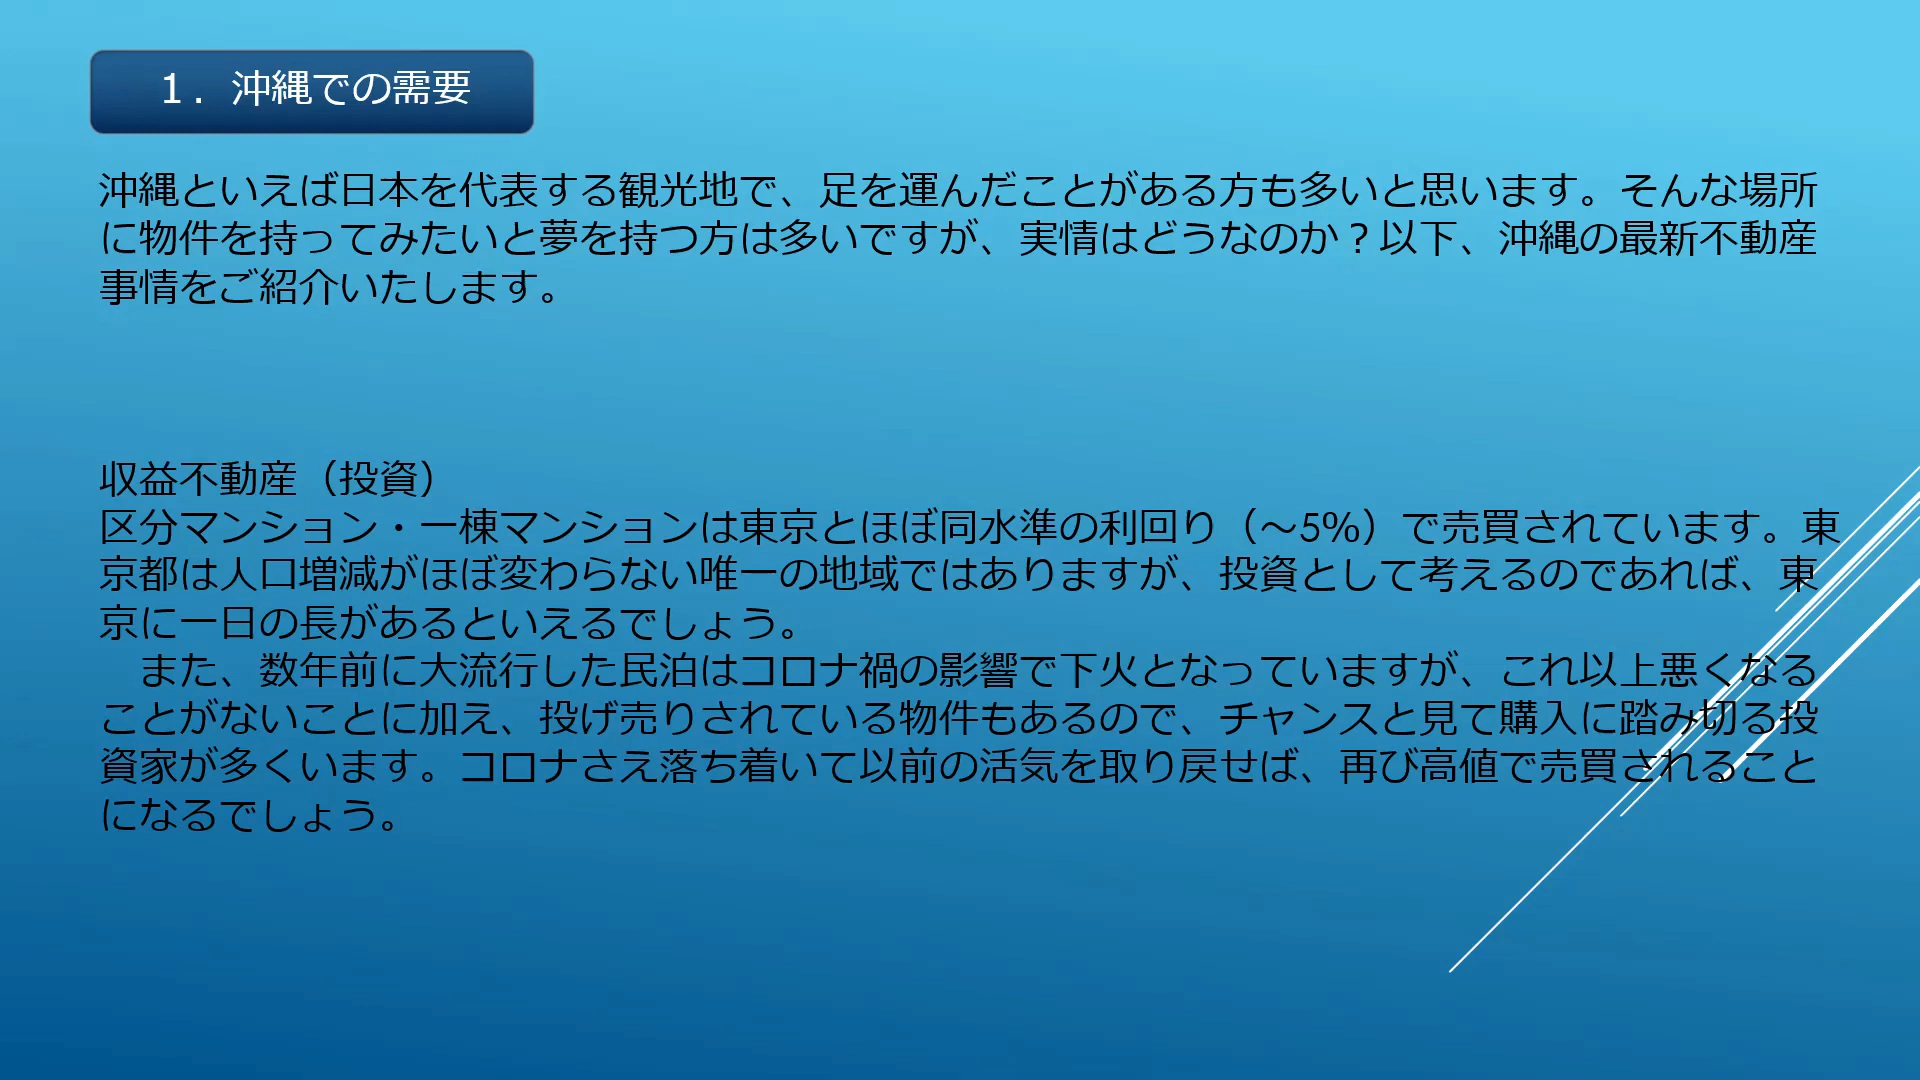 １．沖縄での需要
沖縄といえば日本を代表する観光地で、足を運んだことがある方も多いと思います。そんな場所
に物件を持ってみたいと夢を持つ方は多いですが、実情はどうなのか？以下、沖縄の最新不動産
事情をご紹介いたします。
収益不動産（投資）
区分マンション・一棟マンションは東京とほぼ同水準の利回り（～5％）で売買されています。東
京都は人口増減がほぼ変わらない唯一の地域ではありますが、投資として考えるのであれば、東
京に一日の長があるといえるでしょう。
　また、数年前に大流行した民泊はコロナ禍の影響で下火となっていますが、これ以上悪くなる
ことがないことに加え、投げ売りされている物件もあるので、チャンスと見て購入に踏み切る投
資家が多くいます。コロナさえ落ち着いて以前の活気を取り戻せば、再び高値で売買されること
になるでしょう。